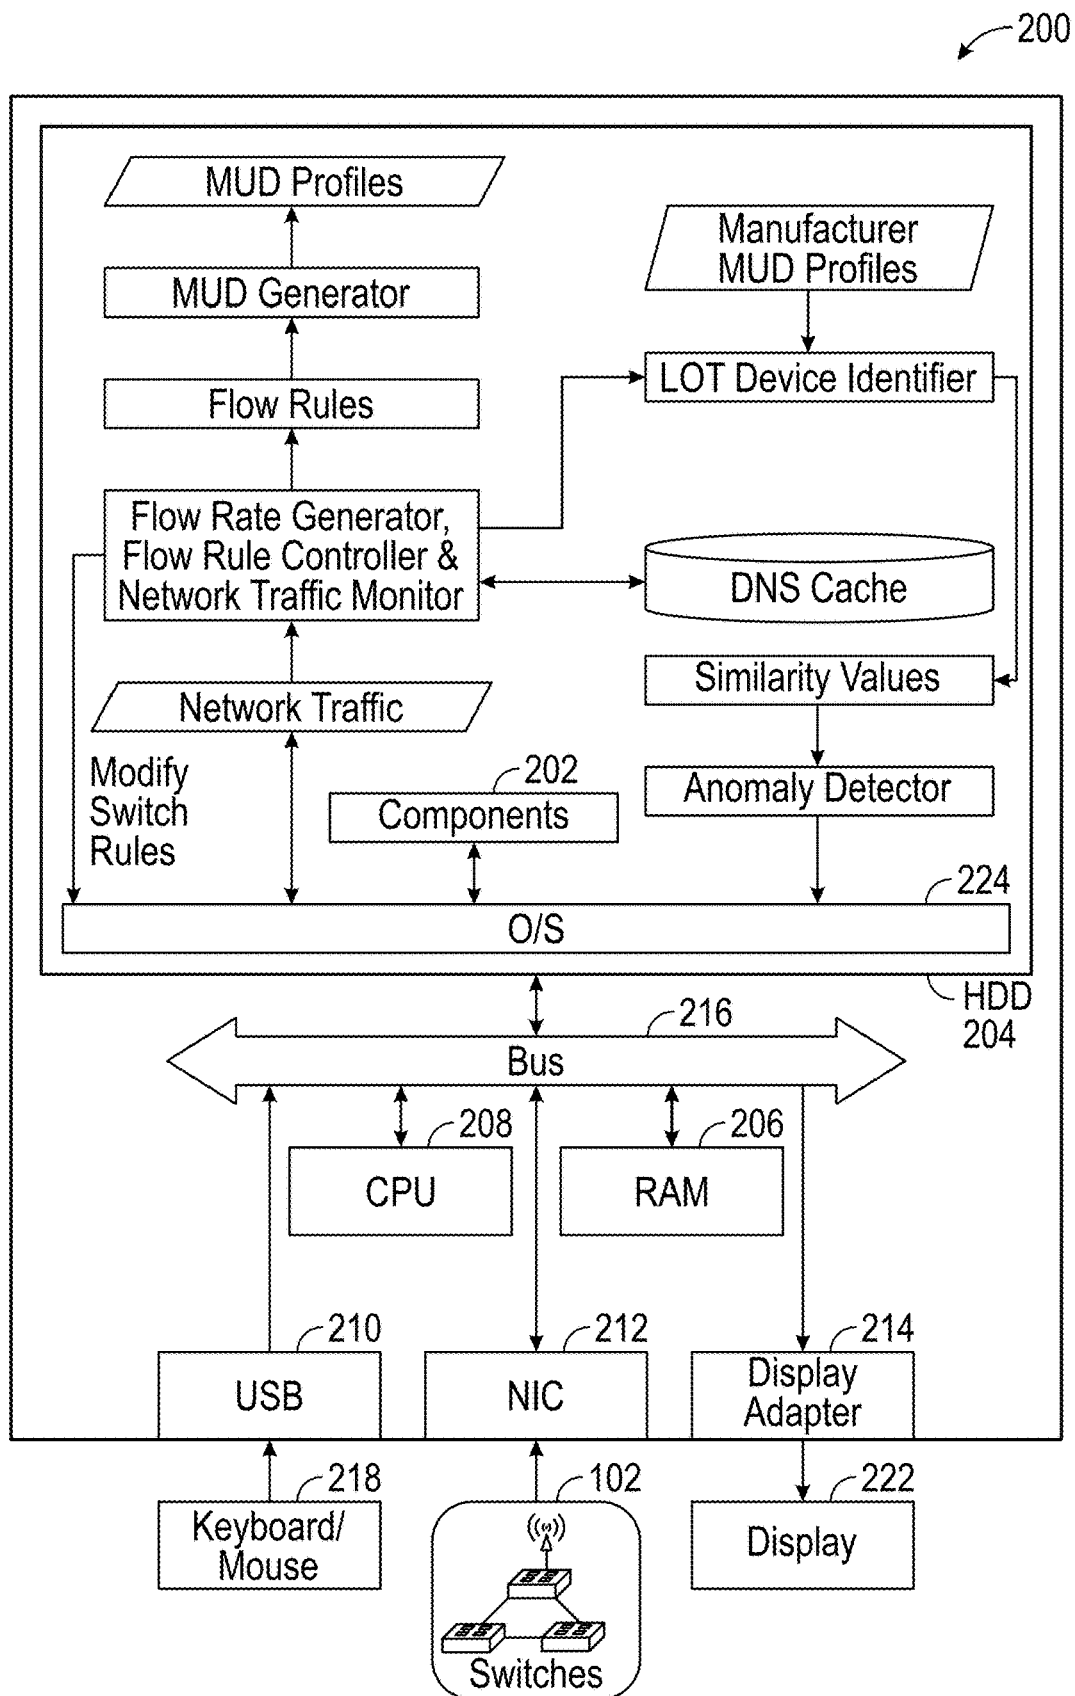 200
MUD Profiles
Manufacturer
MUD Profiles
MUD Generator
LOT Device Identifier
Flow Rules
Flow Rate Generator,
Flow Rule Controller &
Network Traffic Monitor
DNS Cache
Similarity Values
Network Traffic
Modify
Switch
Rules
202
Components
Anomaly Detector
224
O/S
HDD
204
216
Bus
208
CPU
206
RAM
210
USB
212
NIC
214
Display
Adapter
218
Keyboard/
Mouse
102
Switches
222
Display